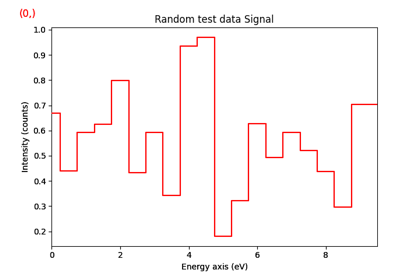 (0,)
Random test data Signal
1.0
0.9
0.8
0.7
0.6
0.5
0.4
0.3
0.2
Intensity (counts)
0 2 4 6 8
Energy axis (eV)